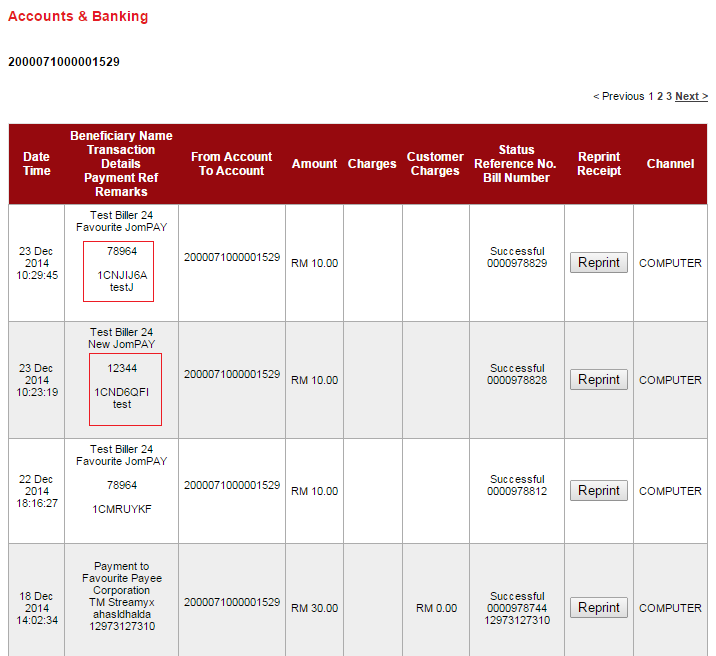 Accounts & Banking
2000071000001529
< Previous 1 2 3 Next >
Date
Time
Beneficiary Name
Transaction
Details
Payment Ref
Remarks
From Account
To Account
Amount
Charges
Customer
Charges
Status
Reference No.
Bill Number
Reprint
Receipt
Channel
23 Dec
2014
10:29:45
Test Biller 24
Favourite JomPAY
78964
1CNJIJ6A
testJ
2000071000001529
RM 10.00
Successful
0000978829
Reprint
COMPUTER
23 Dec
2014
10:23:19
Test Biller 24
New JomPAY
12344
1CND6QFI
test
2000071000001529
RM 10.00
Successful
0000978828
Reprint
COMPUTER
22 Dec
2014
18:16:27
Test Biller 24
Favourite JomPAY
78964
1CMRUYKF
2000071000001529
RM 10.00
Successful
0000978812
Reprint
COMPUTER
18 Dec
2014
14:02:34
Payment to
Favourite Payee
Corporation
TM Streamyx
ahasldhalda
12973127310
2000071000001529
RM 30.00
RM 0.00
Successful
0000978744
12973127310
Reprint
COMPUTER